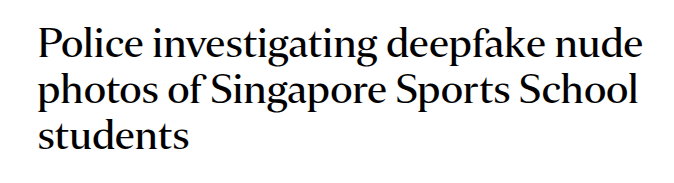 Police investigating deepfake nude
photos of Singapore Sports School
students